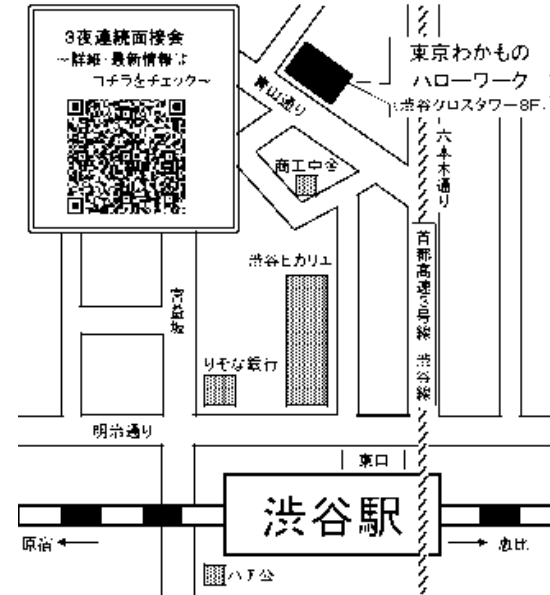 3夜連続面接会
～詳細・最新情報は
コチラをチェック～
東京わかもの
ハローワーク
渋谷クロスタワー8F
青山通り
六本木通り
商工中金
首都高速3号線 渋谷線
渋谷ヒカリエ
宮益坂
りそな銀行
明治通り
東口
渋谷駅
原宿
恵比
ハチ公